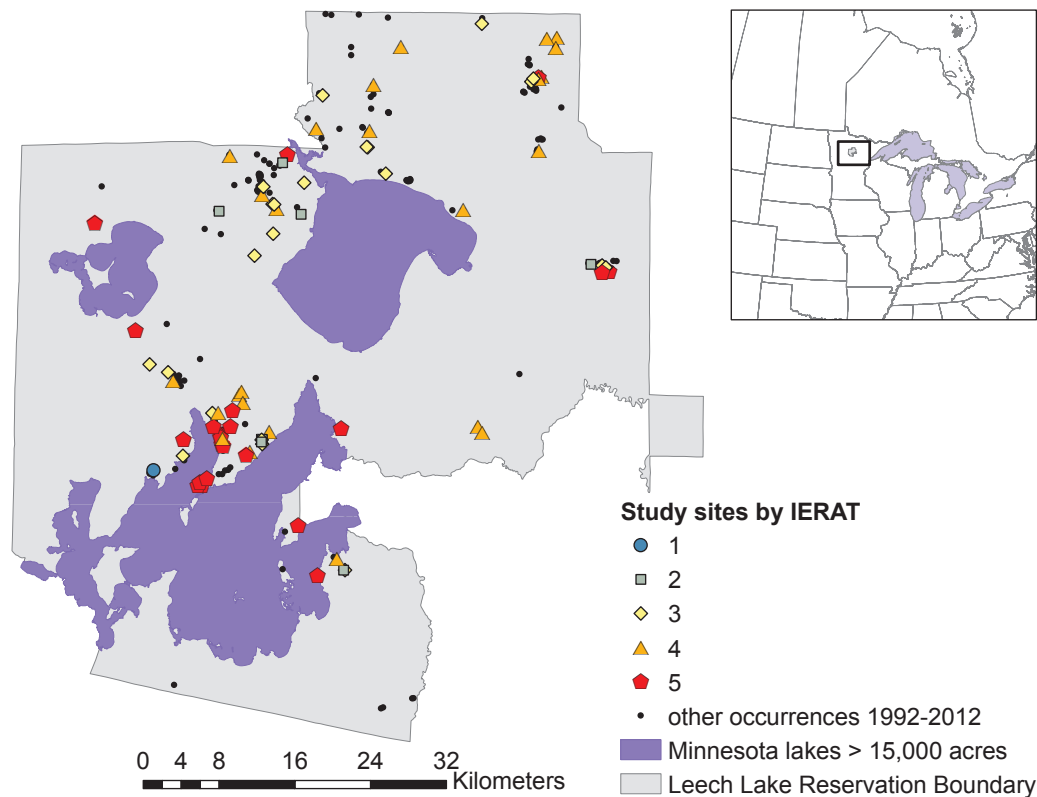 Study sites by IERAT
1
2
3
4
5
other occurrences 1992-2012
Minnesota lakes > 15,000 acres
Leech Lake Reservation Boundary
0 4 8 16 24 32
Kilometers